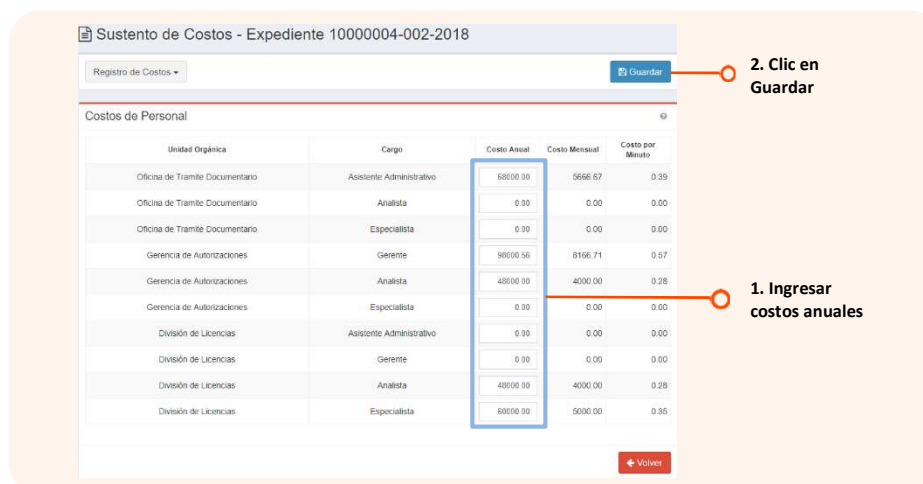 Sustento de Costos - Expediente 10000004-002-2018
Registro de Costos
Guardar
2. Clic en
Guardar
Costos de Personal
Unidad Orgánica Cargo Costo Anual Costo Mensual Costo por Minuto
Oficina de Tramite Documentario Asistente Administrativo 68000.00 5666.67 0.39
Oficina de Tramite Documentario Analista 0.00 0.00 0.00
Oficina de Tramite Documentario Especialista 0.00 0.00 0.00
Gerencia de Autorizaciones Gerente 98000.56 8166.71 0.57
Gerencia de Autorizaciones Analista 48000.00 4000.00 0.28
Gerencia de Autorizaciones Especialista 0.00 0.00 0.00
1. Ingresar
costos anuales
División de Licencias Asistente Administrativo 0.00 0.00 0.00
División de Licencias Gerente 0.00 0.00 0.00
División de Licencias Analista 48000.00 4000.00 0.28
División de Licencias Especialista 60000.00 5000.00 0.35
Volver